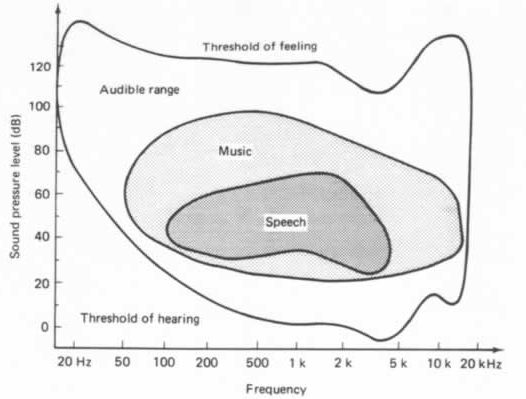 Threshold of feeling
Audible range
Music
Speech
Threshold of hearing
Sound pressure level (dB)
120
100
80
60
40
20
0
20 Hz 50 100 200 500 1 k 2 k 5 k 10 k 20 kHz
Frequency